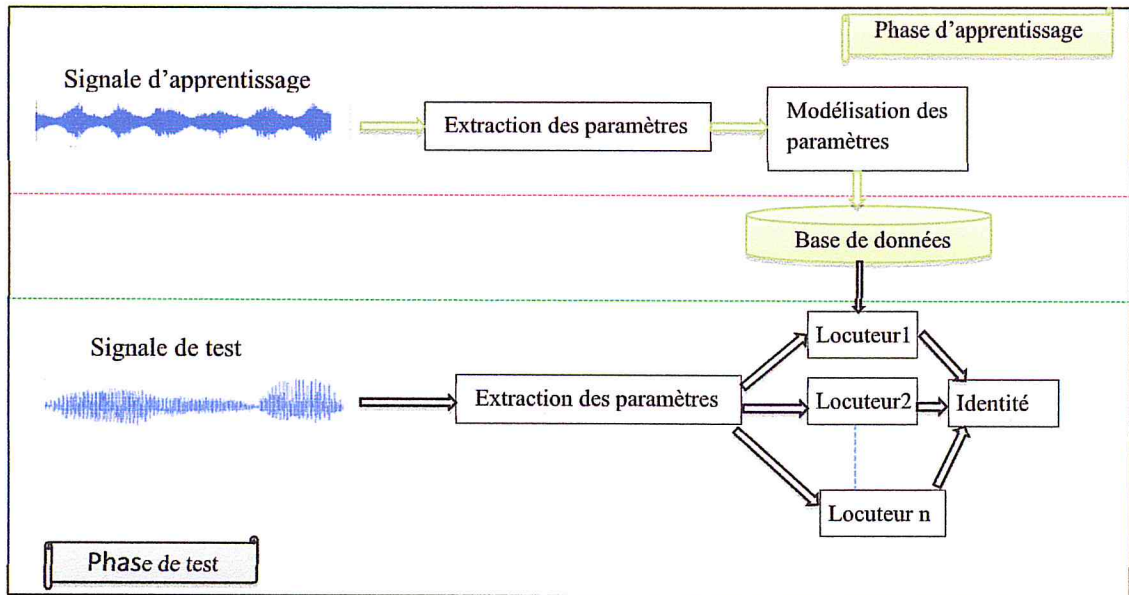 Phase d'apprentissage
Signale d'apprentissage
Extraction des paramètres
Modélisation des
paramètres
Base de données
Signale de test
Extraction des paramètres
Locuteur1
Locuteur2
Locuteur n
Identité
Phase de test